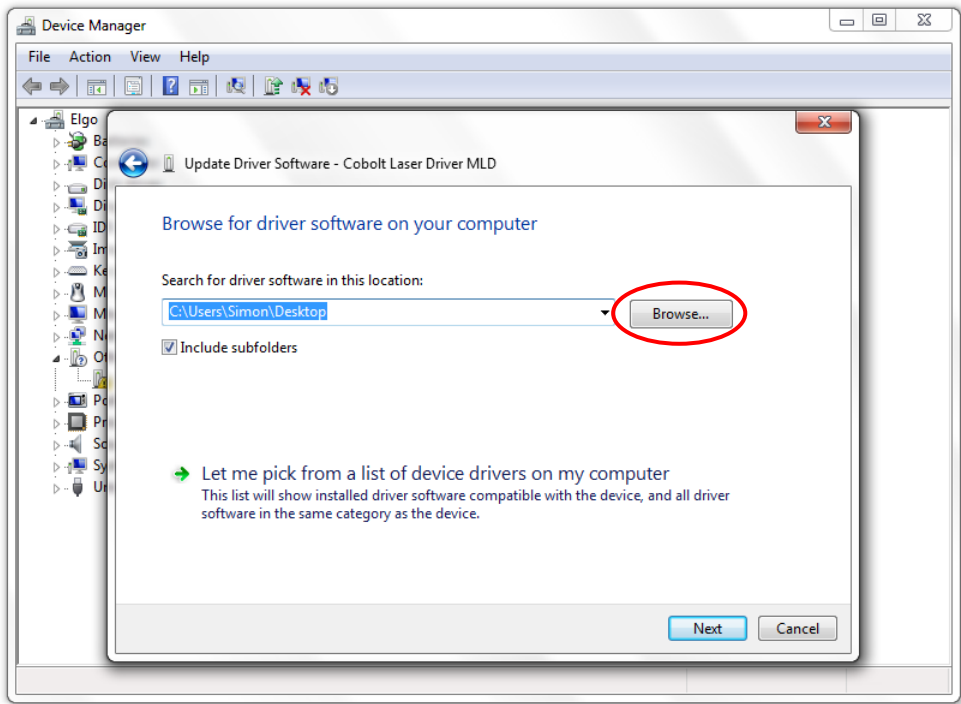 Device Manager
File Action View Help
Elgo
Update Driver Software - Cobolt Laser Driver MLD
Browse for driver software on your computer
Search for driver software in this location:
C:\Users\Simon\Desktop
Browse...
Include subfolders
Let me pick from a list of device drivers on my computer
This list will show installed driver software compatible with the device, and all driver
software in the same category as the device.
Next Cancel